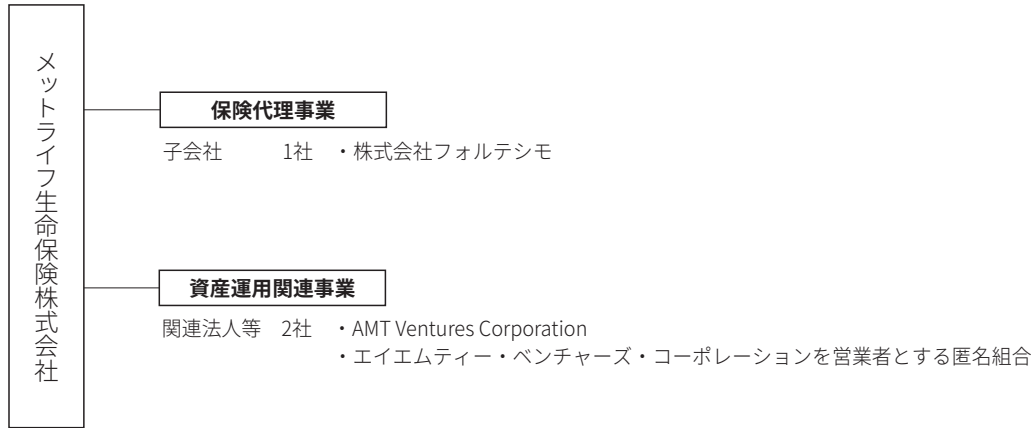 メットライフ生命保険株式会社
保険代理事業
子会社 1社 ・株式会社フォルテシモ
資産運用関連事業
関連法人等 2社 ・AMT Ventures Corporation
・エイエムティー・ベンチャーズ・コーポレーションを営業者とする匿名組合